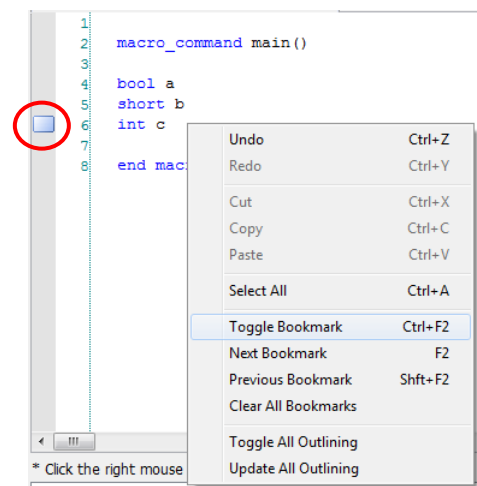 1
2 macro_command main()
3
4 bool a
5 short b
6 int c
7
8 end mac
Undo Ctrl+Z
Redo Ctrl+Y
Cut Ctrl+X
Copy Ctrl+C
Paste Ctrl+V
Select All Ctrl+A
Toggle Bookmark Ctrl+F2
Next Bookmark F2
Previous Bookmark Shft+F2
Clear All Bookmarks
Toggle All Outlining
Update All Outlining
* Click the right mouse